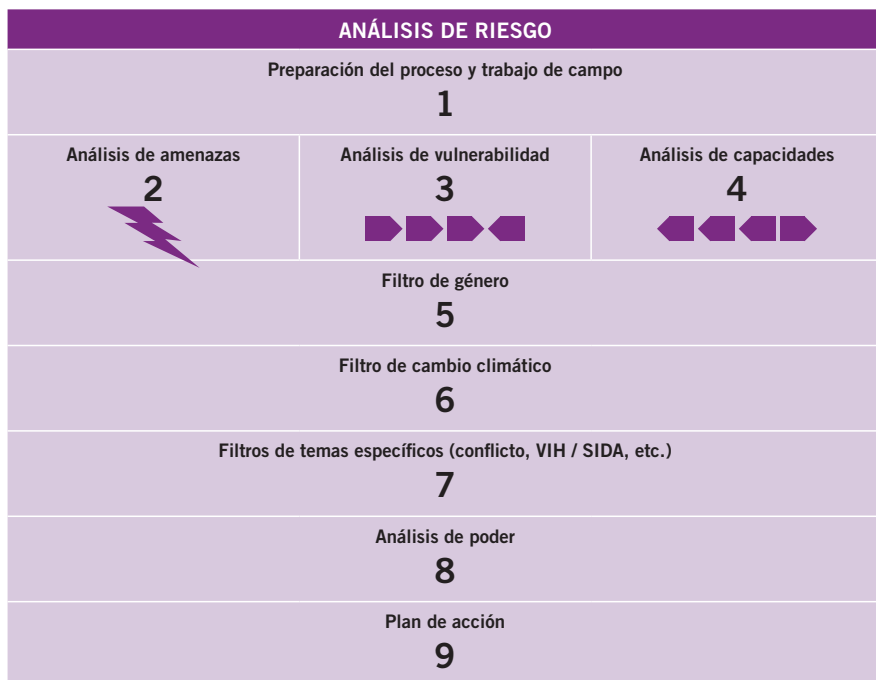 ANÁLISIS DE RIESGO
Preparación del proceso y trabajo de campo
1
Análisis de amenazas
2
Análisis de vulnerabilidad
3
Análisis de capacidades
4
Filtro de género
5
Filtro de cambio climático
6
Filtros de temas específicos (conflicto, VIH / SIDA, etc.)
7
Análisis de poder
8
Plan de acción
9